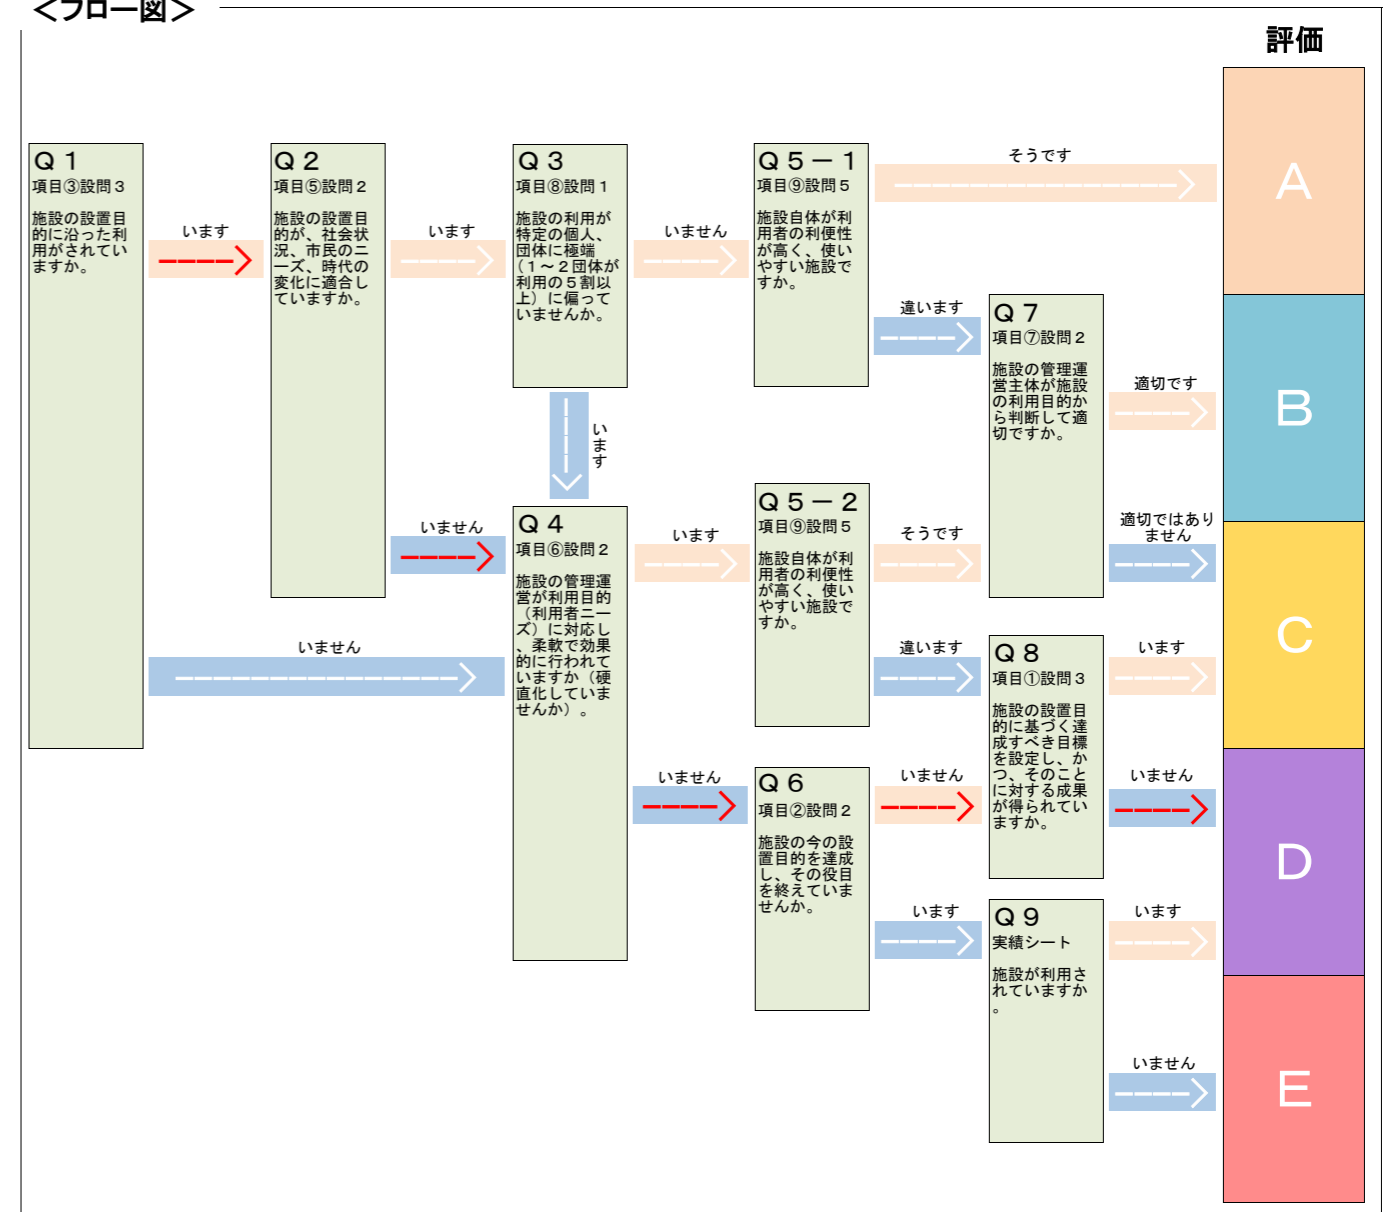 ＜フロー図＞
評価
Ｑ１
項目③設問３
施設の設置目
的に沿った利
用がされてい
ますか。
います
Ｑ２
項目⑤設問２
施設の設置目
的が、社会状
況、市民のニ
ーズ、時代の
変化に適合し
ていますか。
います
Ｑ３
項目⑧設問１
施設の利用が
特定の個人、
団体に極端
（１～２団体が
利用の５割以
上）に偏って
いませんか。
いません
Ｑ５－１
項目⑨設問５
施設自体が利
用者の利便性
が高く、使い
やすい施設で
すか。
そうです
Ａ
違います
Ｑ７
項目⑦設問２
施設の管理運
営主体が施設
の利用目的か
ら判断して適
切ですか。
適切です
Ｂ
います
いません
Ｑ４
項目⑥設問２
施設の管理運
営が利用目的
（利用者ニー
ズ）に対応し
、柔軟で効果
的に行われて
いますか（硬
直化していま
せんか）。
います
Ｑ５－２
項目⑨設問５
施設自体が利
用者の利便性
が高く、使い
やすい施設で
すか。
そうです
適切ではあり
ません
Ｃ
いません
違います
Ｑ８
項目①設問３
施設の設置目
的に基づく達
成すべき目標
を設定し、か
つ、そのこと
に対する成果
が得られてい
ますか。
います
いません
Ｑ６
項目②設問２
施設の今の設
置目的を達成
し、その役目
を終えていま
せんか。
いません
いません
Ｄ
います
Ｑ９
実績シート
施設が利用さ
れていますか
。
います
いません
Ｅ